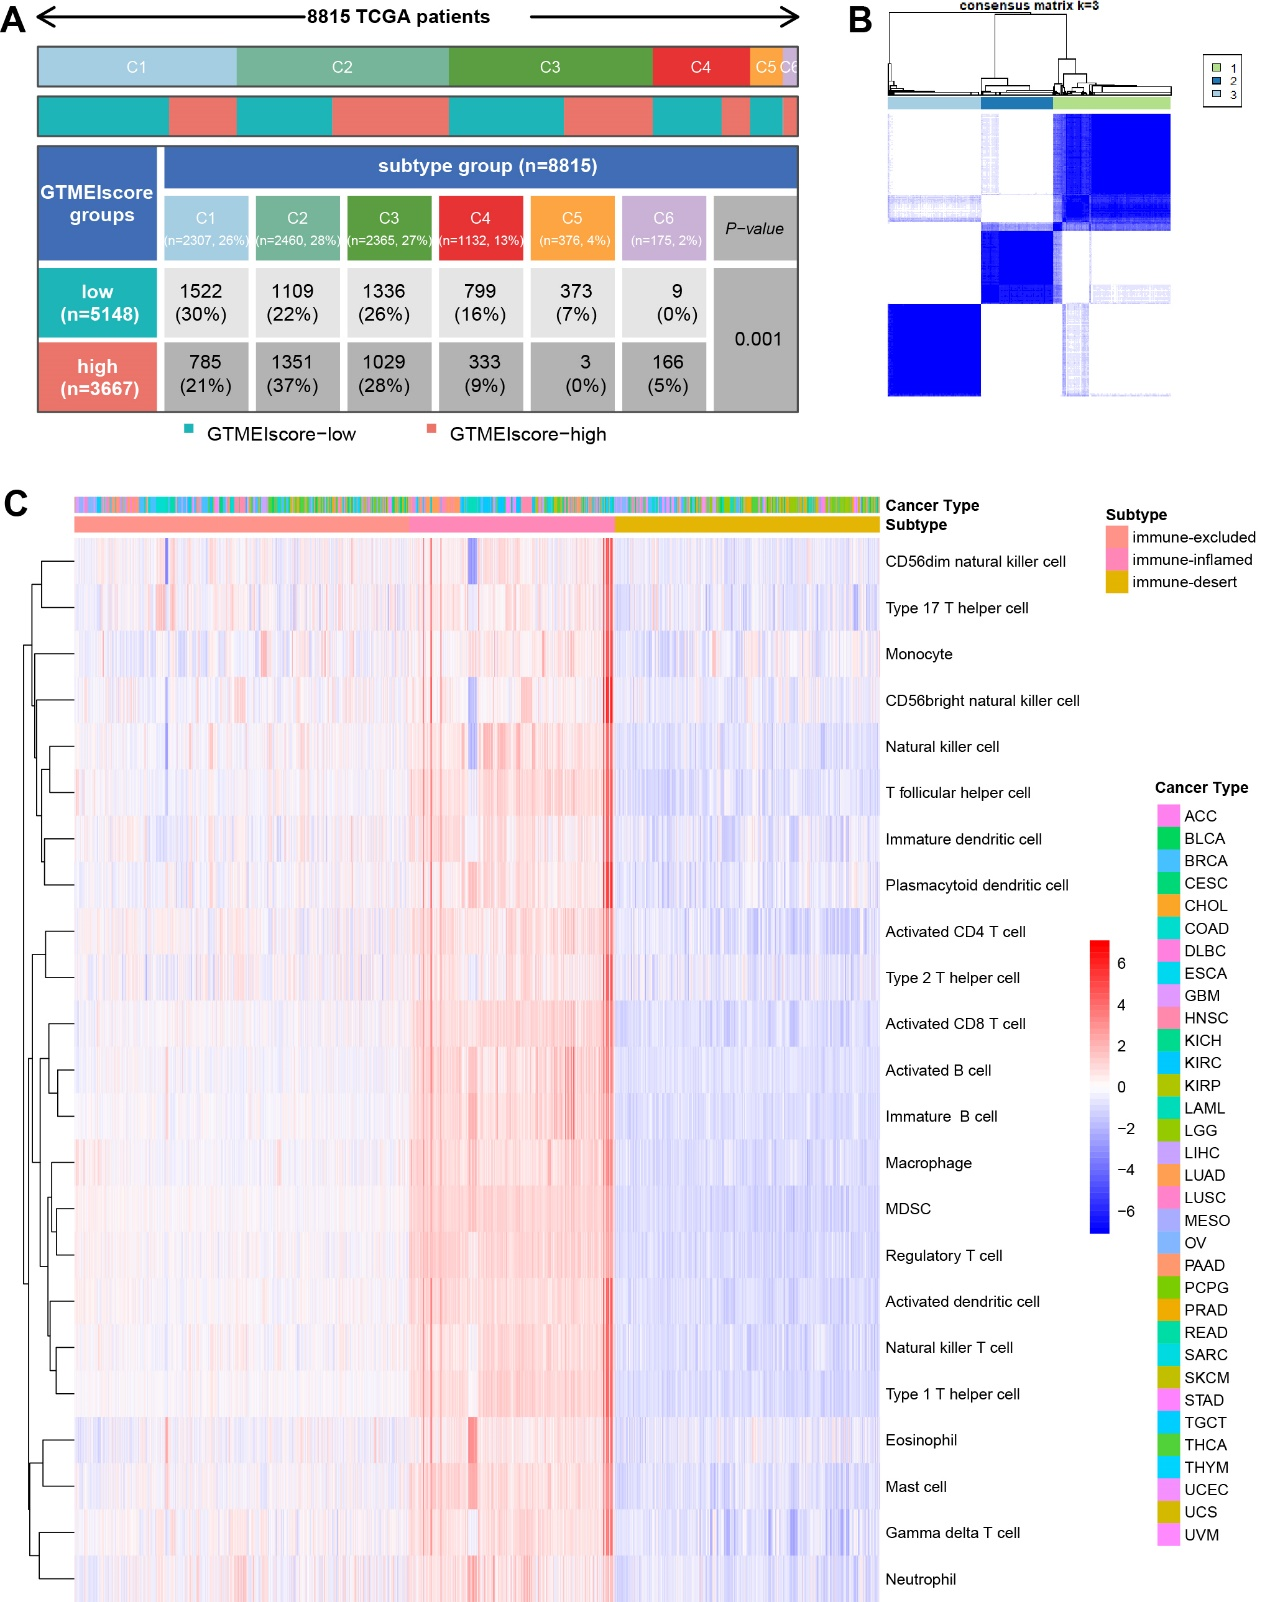 A
8815 TCGA patients
C1 C2 C3 C4 C5 C6
subtype group (n=8815)
GTMEIscore
groups
C1 C2 C3 C4 C5 C6
(n=2307, 26%) (n=2460, 28%) (n=2365, 27%) (n=1132, 13%) (n=376, 4%) (n=175, 2%)
P−value
low
(n=5148)
1522 1109 1336 799 373 9
(30%) (22%) (26%) (16%) (7%) (0%)
0.001
high
(n=3667)
785 1351 1029 333 3 166
(21%) (37%) (28%) (9%) (0%) (5%)
GTMEIscore−low GTMEIscore−high
B
consensus matrix k=3
1
2
3
C
Cancer Type
Subtype
CD56dim natural killer cell
Type 17 T helper cell
Monocyte
CD56bright natural killer cell
Natural killer cell
T follicular helper cell
Immature dendritic cell
Plasmacytoid dendritic cell
Activated CD4 T cell
Type 2 T helper cell
Activated CD8 T cell
Activated B cell
Immature  B cell
Macrophage
MDSC
Regulatory T cell
Activated dendritic cell
Natural killer T cell
Type 1 T helper cell
Eosinophil
Mast cell
Gamma delta T cell
Neutrophil
Subtype
immune−excluded
immune−inflamed
immune−desert
6
4
2
0
−2
−4
−6
Cancer Type
ACC
BLCA
BRCA
CESC
CHOL
COAD
DLBC
ESCA
GBM
HNSC
KICH
KIRC
KIRP
LAML
LGG
LIHC
LUAD
LUSC
MESO
OV
PAAD
PCPG
PRAD
READ
SARC
SKCM
STAD
TGCT
THCA
THYM
UCEC
UCS
UVM